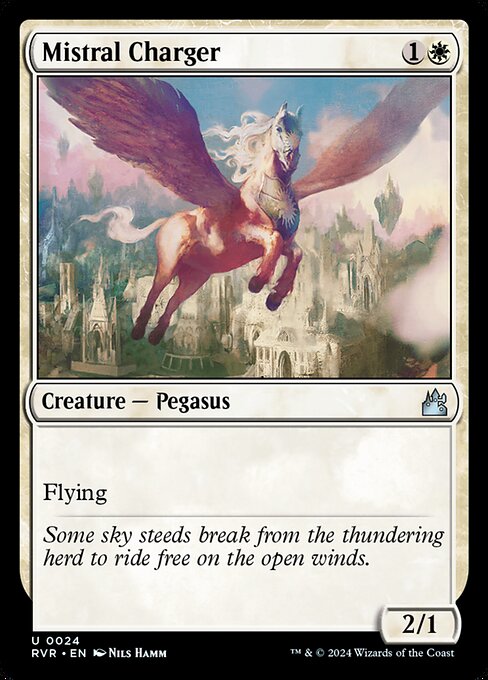 Mistral Charger 1
Creature — Pegasus
Flying
Some sky steeds break from the thundering
herd to ride free on the open winds.
2/1
U 0024
RVR • EN Nils Hamm
™ & © 2024 Wizards of the Coast